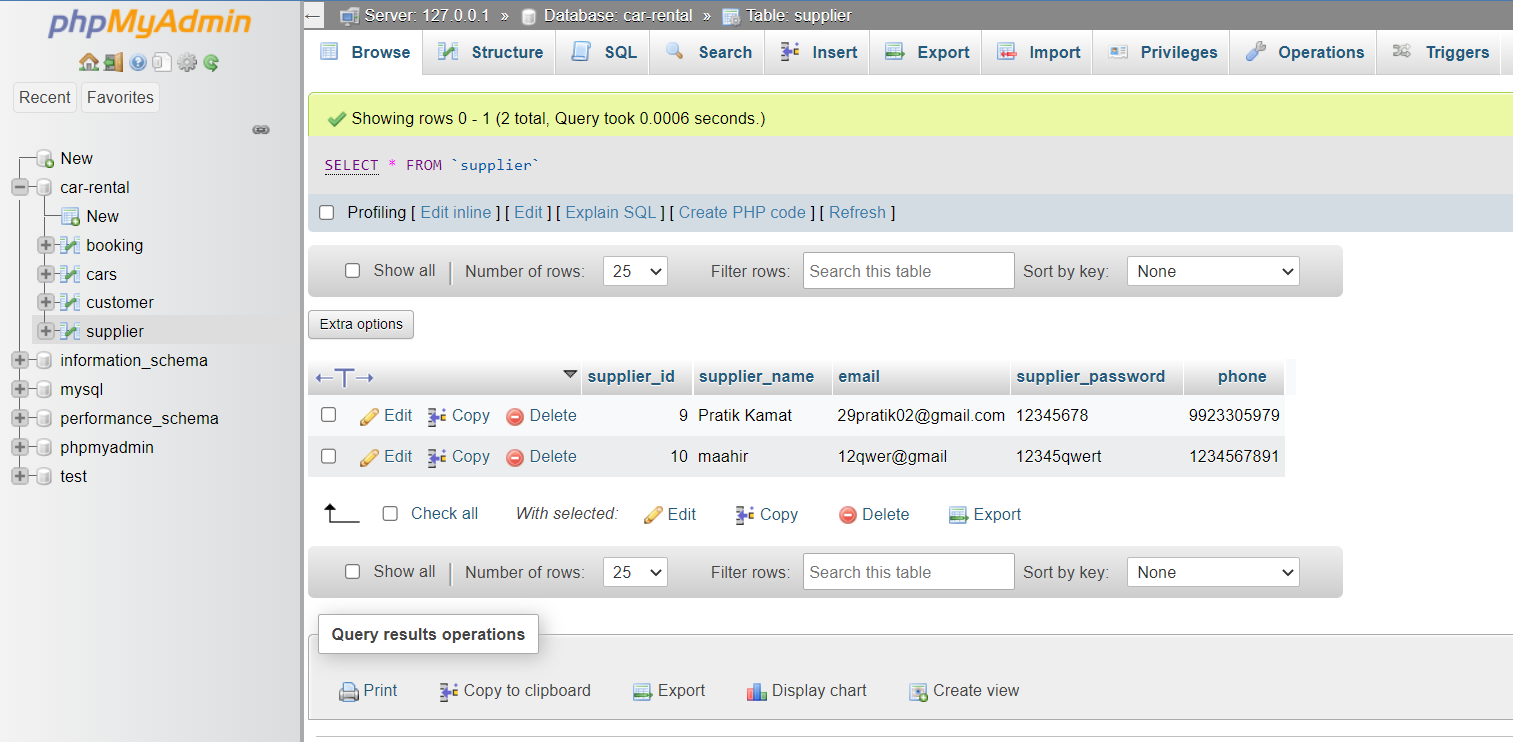 phpMyAdmin
Recent Favorites
New
car-rental
New
booking
cars
customer
supplier
information_schema
mysql
performance_schema
phpmyadmin
test
Server: 127.0.0.1 » Database: car-rental » Table: supplier
Browse Structure SQL Search Insert Export Import Privileges Operations Triggers
Showing rows 0 - 1 (2 total, Query took 0.0006 seconds.)
SELECT * FROM `supplier`
Profiling [ Edit inline ] [ Edit ] [ Explain SQL ] [ Create PHP code ] [ Refresh ]
Show all | Number of rows: 25 Filter rows: Search this table Sort by key: None
Extra options
←T→ supplier_id supplier_name email supplier_password phone
Edit Copy Delete 9 Pratik Kamat 29pratik02@gmail.com 12345678 9923305979
Edit Copy Delete 10 maahir 12qwer@gmail 12345qwert 1234567891
Check all With selected: Edit Copy Delete Export
Show all | Number of rows: 25 Filter rows: Search this table Sort by key: None
Query results operations
Print Copy to clipboard Export Display chart Create view